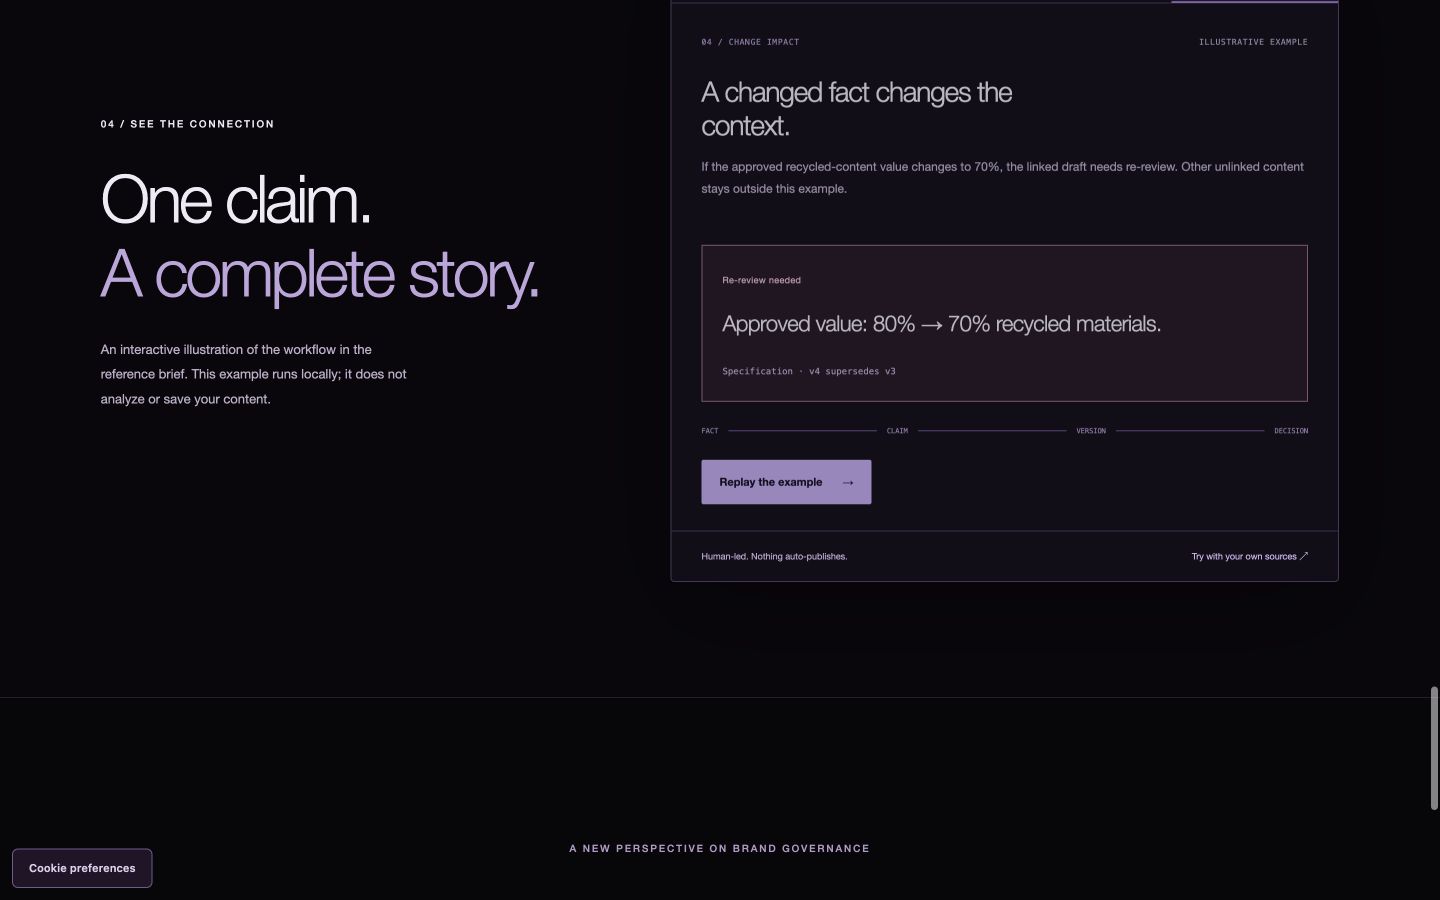 04 / SEE THE CONNECTION
One claim.
A complete story.
An interactive illustration of the workflow in the
reference brief. This example runs locally; it does not
analyze or save your content.
04 / CHANGE IMPACT
ILLUSTRATIVE EXAMPLE
A changed fact changes the
context.
If the approved recycled-content value changes to 70%, the linked draft needs re-review. Other unlinked content
stays outside this example.
Re-review needed
Approved value: 80% → 70% recycled materials.
Specification · v4 supersedes v3
FACT
CLAIM
VERSION
DECISION
Replay the example →
Human-led. Nothing auto-publishes.
Try with your own sources ↗
A NEW PERSPECTIVE ON BRAND GOVERNANCE
Cookie preferences